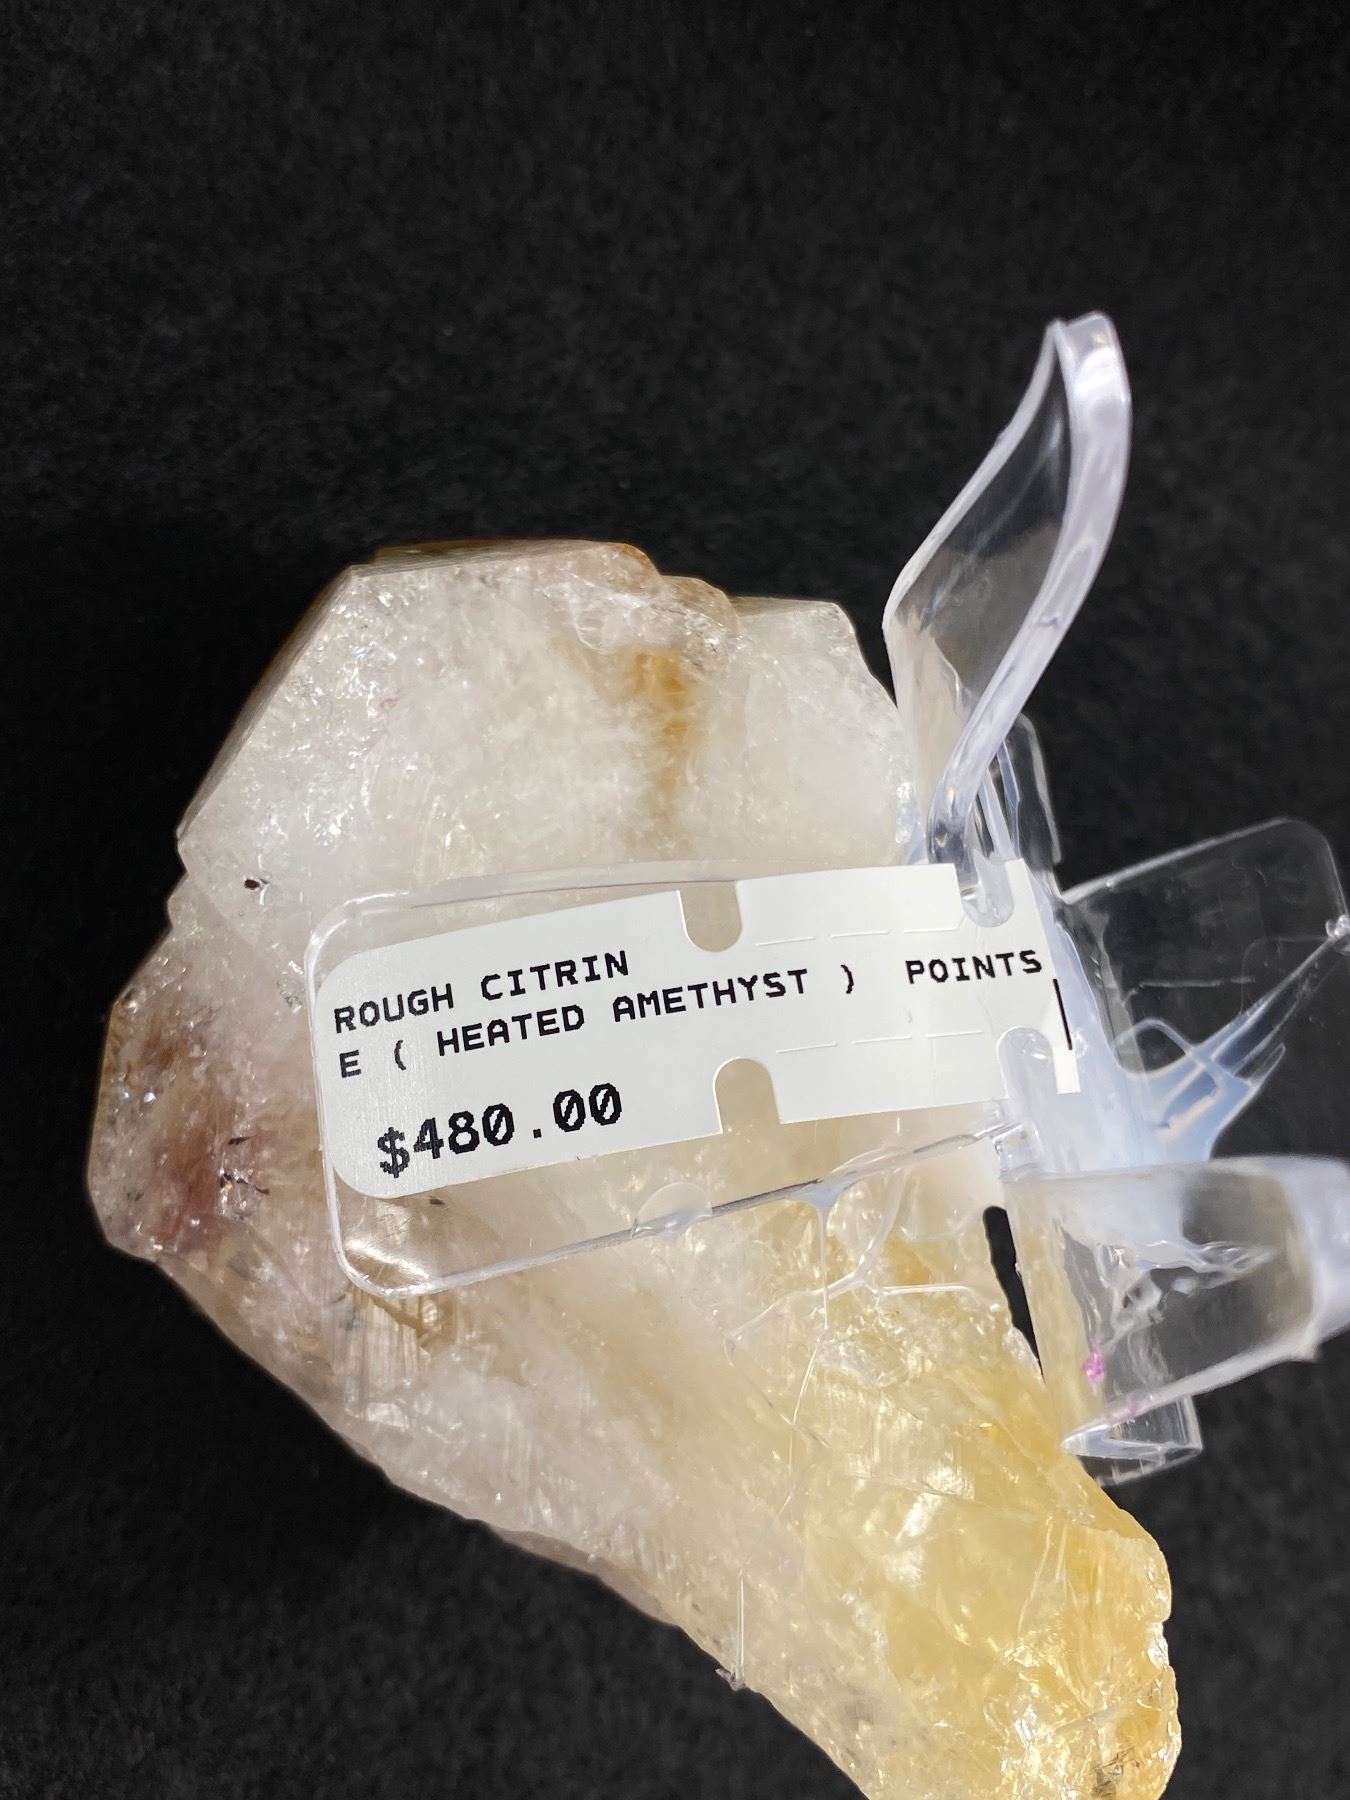 ROUGH CITRIN
E ( HEATED AMETHYST ) POINTS
$480.00